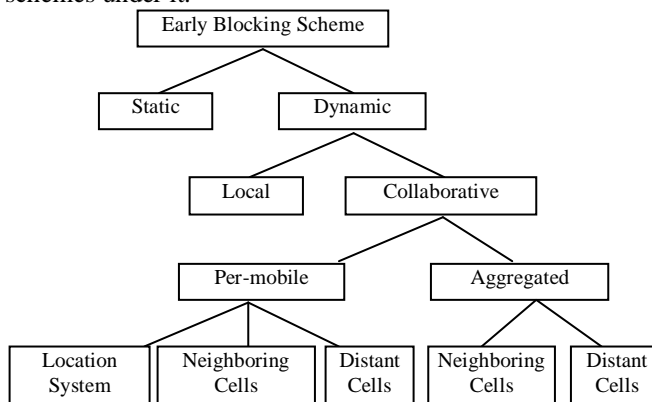 schemes under it.
Early Blocking Scheme
Static
Dynamic
Local
Collaborative
Per-mobile
Aggregated
Location
System
Neighboring
Cells
Distant
Cells
Neighboring
Cells
Distant
Cells